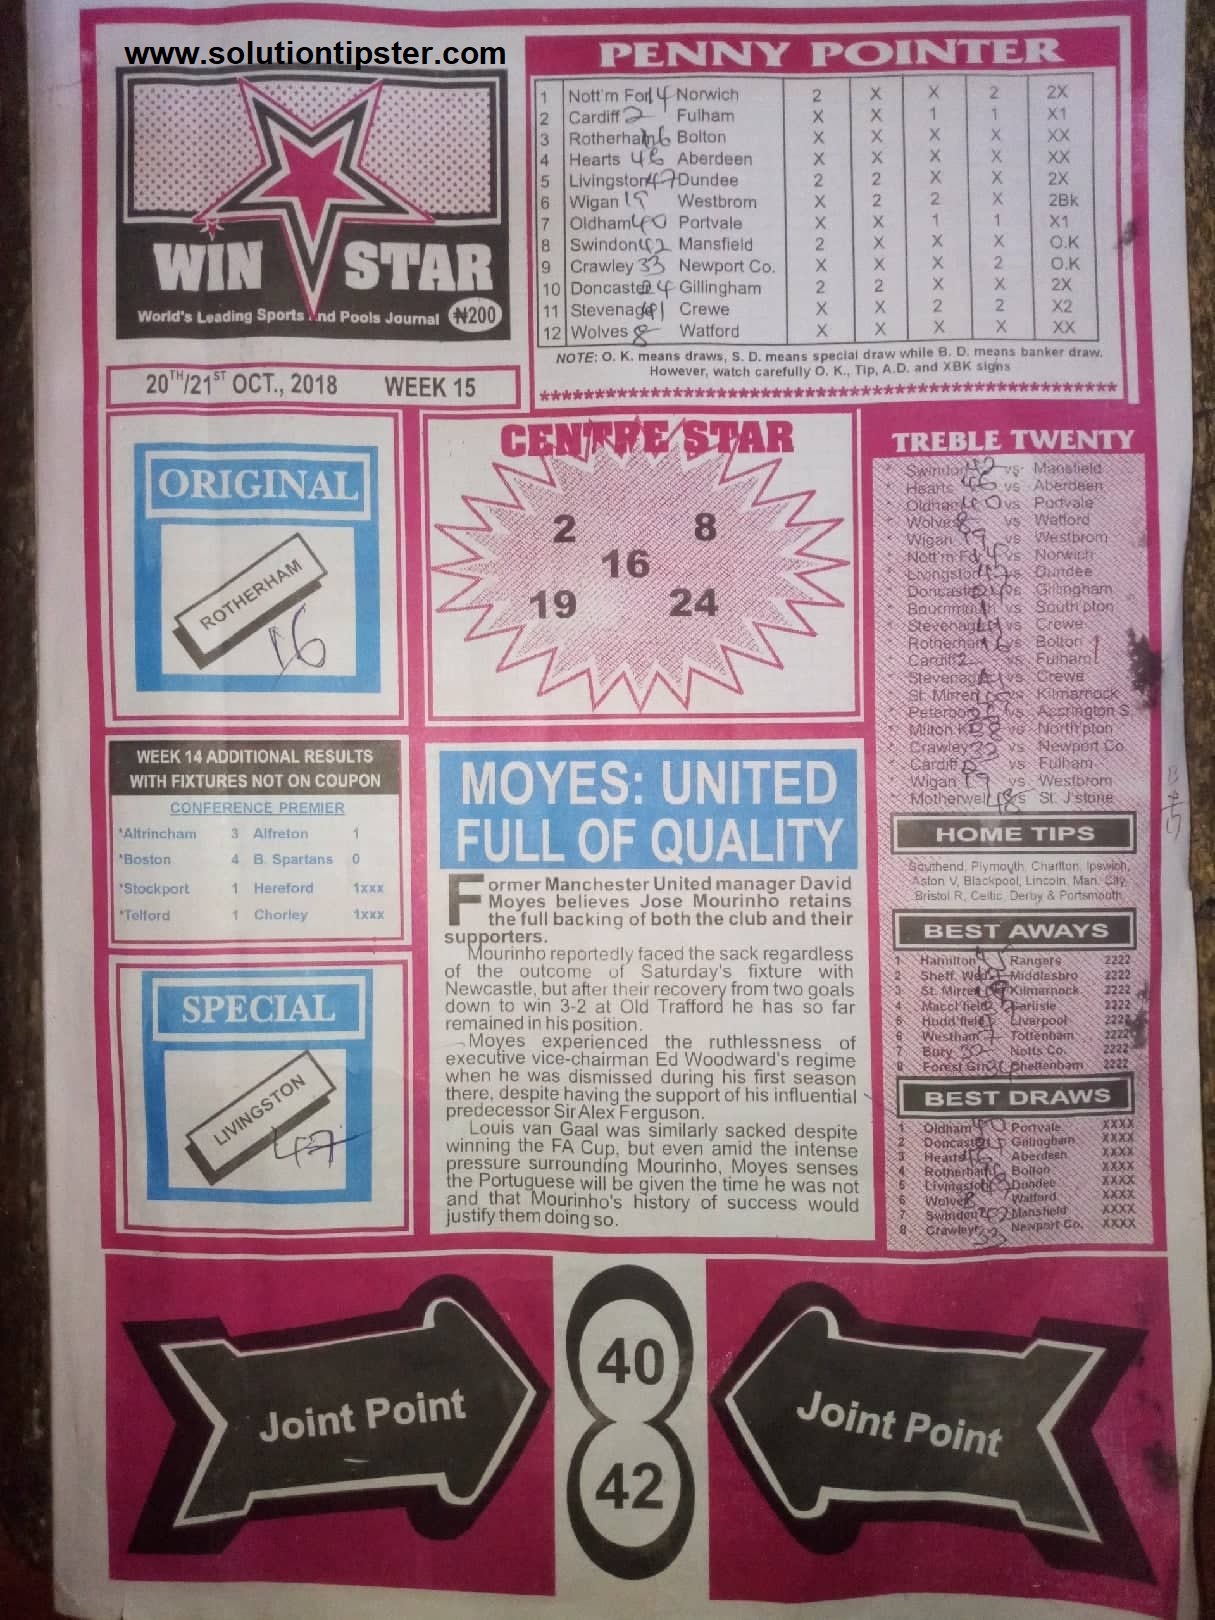 www.solutiontipster.com
WIN STAR
World's Leading Sports and Pools Journal ₦200
20TH/21ST OCT., 2018 WEEK 15
PENNY POINTER
1 Nott'm For 14 Norwich 2 X X 2 2X
2 Cardiff 2 Fulham X X 1 1 X1
3 Rotherham 16 Bolton X X X X XX
4 Hearts 46 Aberdeen X X X X XX
5 Livingston 47 Dundee 2 2 X X 2X
6 Wigan 19 Westbrom X 2 2 X 2Bk
7 Oldham 40 Portvale X X 1 1 X1
8 Swindon 42 Mansfield 2 X X X O.K
9 Crawley 33 Newport Co. X X X 2 O.K
10 Doncaster 24 Gillingham 2 2 X X 2X
11 Stevenage 41 Crewe X X 2 2 X2
12 Wolves 8 Watford X X X X XX
NOTE: O. K. means draws, S. D. means special draw while B. D. means banker draw.
However, watch carefully O. K., Tip, A.D. and XBK signs
ORIGINAL
ROTHERHAM
16
CENTRE STAR
2 8
16
19 24
TREBLE TWENTY
* Swindon 42 vs Mansfield
* Hearts 46 vs Aberdeen
* Oldham 40 vs Portvale
* Wolves 8 vs Watford
* Wigan 19 vs Westbrom
* Nott'm Fd vs Norwich
* Livingston vs Dundee
* Doncaster vs Gillingham
* Bournmuth vs South'pton
* Stevenage vs Crewe
* Rotherham vs Bolton
* Cardiff 2 vs Fulham
* Stevenage vs Crewe
* St. Mirren vs Kilmarnock
* Peterboro vs Accrington S.
* Milton K vs North'pton
* Crawley 33 vs Newport Co.
* Cardiff vs Fulham
* Wigan 19 vs Westbrom
* Motherwell 48 vs St. J'stone
WEEK 14 ADDITIONAL RESULTS
WITH FIXTURES NOT ON COUPON
CONFERENCE PREMIER
*Altrincham 3 Alfreton 1
*Boston 4 B. Spartans 0
*Stockport 1 Hereford 1xxx
*Telford 1 Chorley 1xxx
SPECIAL
LIVINGSTON
47
MOYES: UNITED
FULL OF QUALITY
Former Manchester United manager David
Moyes believes Jose Mourinho retains
the full backing of both the club and their
supporters.
Mourinho reportedly faced the sack regardless
of the outcome of Saturday's fixture with
Newcastle, but after their recovery from two goals
down to win 3-2 at Old Trafford he has so far
remained in his position.
Moyes experienced the ruthlessness of
executive vice-chairman Ed Woodward's regime
when he was dismissed during his first season
there, despite having the support of his influential
predecessor Sir Alex Ferguson.
Louis van Gaal was similarly sacked despite
winning the FA Cup, but even amid the intense
pressure surrounding Mourinho, Moyes senses
the Portuguese will be given the time he was not
and that Mourinho's history of success would
justify them doing so.
HOME TIPS
Southend, Plymouth, Charlton, Ipswich,
Aston V, Blackpool, Lincoln, Man. City,
Bristol R, Celtic, Derby & Portsmouth
BEST AWAYS
1 Hamilton Rangers 2222
2 Sheff. Wed Middlesbro 2222
3 St. Mirren Kilmarnock 2222
4 Maccl'field Carlisle 2222
5 Hudd'field Liverpool 2222
6 Westham 7 Tottenham 2222
7 Bury 32 Notts Co. 2222
8 Forest Gr Cheltenham 2222
BEST DRAWS
1 Oldham 40 Portvale XXXX
2 Doncaster Gillingham XXXX
3 Hearts Aberdeen XXXX
4 Rotherham Bolton XXXX
5 Livingston Dundee XXXX
6 Wolves 8 Watford XXXX
7 Swindon 42 Mansfield XXXX
8 Crawley 33 Newport Co. XXXX
Joint Point
40
42
Joint Point